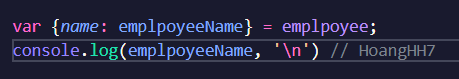 var {name: emplpoyeeName} = emplpoyee;
console.log(emplpoyeeName, '\n') // HoangHH7